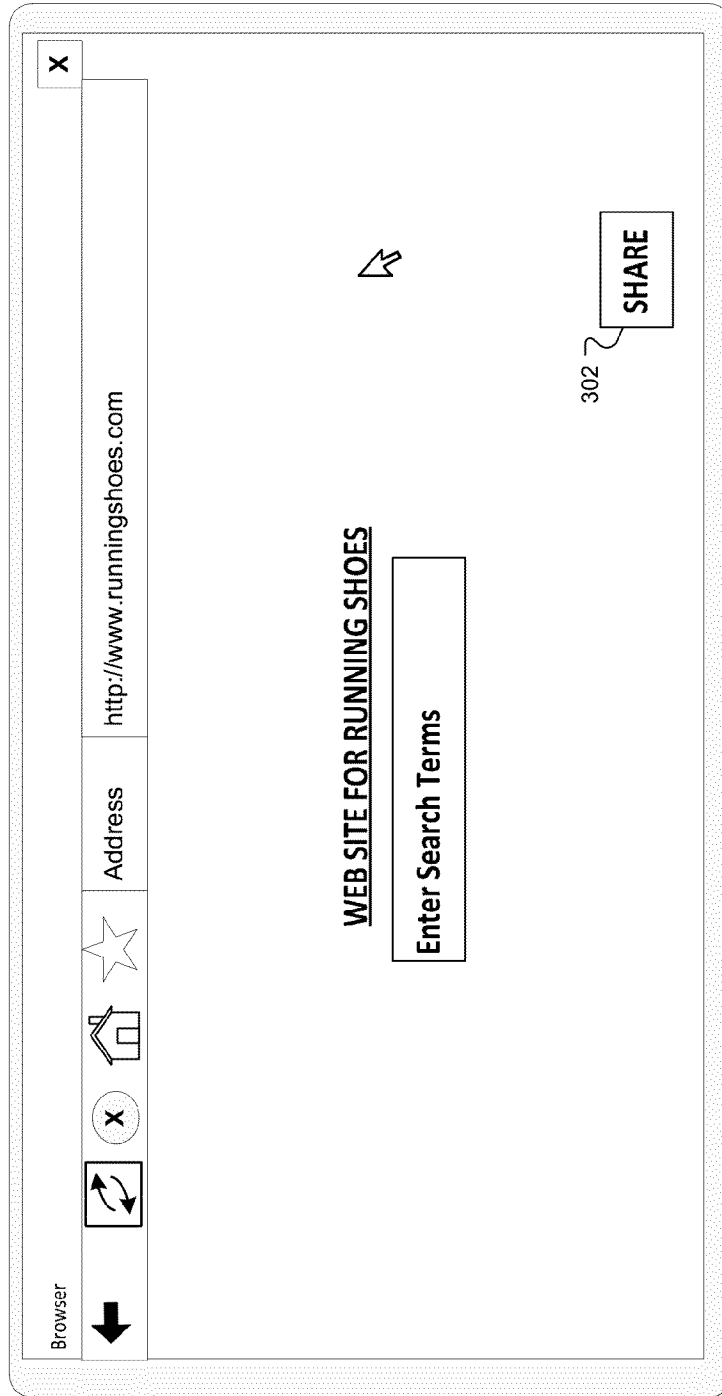 Browser
X
X
Address
http://www.runningshoes.com
WEB SITE FOR RUNNING SHOES
Enter Search Terms
302
SHARE